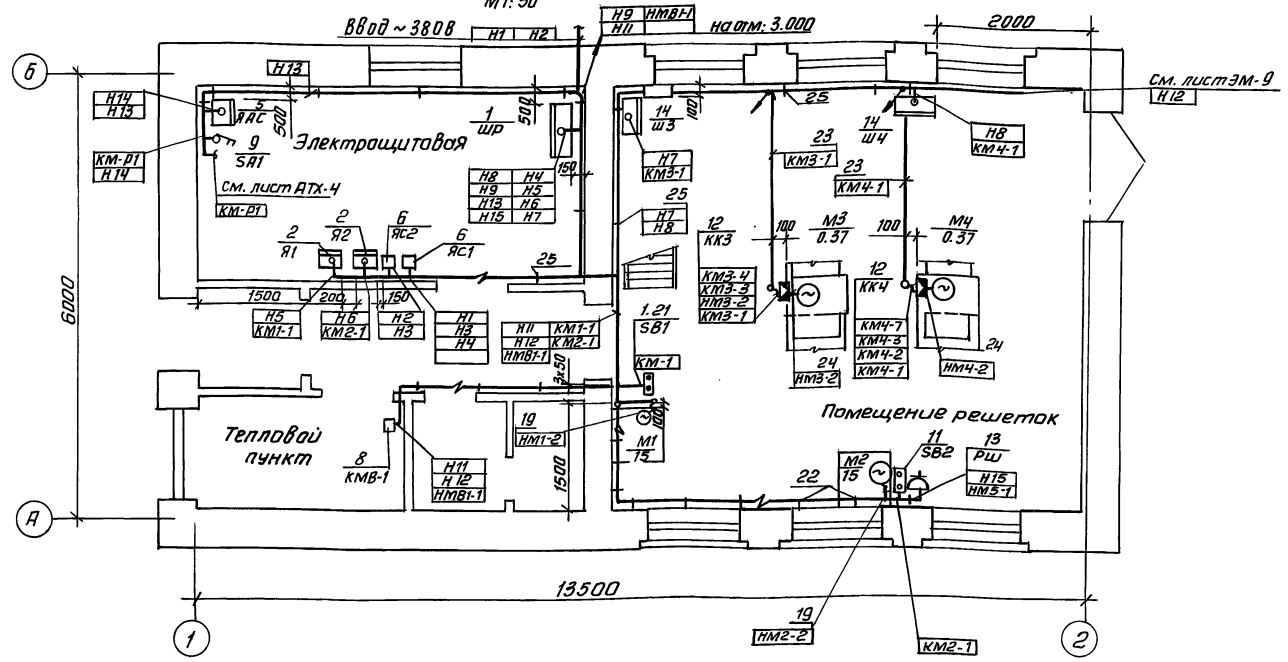 М1:50
Ввод ~380В
Н1 Н2
Н9 НМВ1-1
Н11
на отм: 3.000
2000
Б
Н13
Н14
Н13
5
ЯАС
500
КМ-Р1
Н14
9
SA1
Электрощитовая
500
1
ШР
См. лист АТХ-4
КМ-Р1
150
Н8 Н4
Н9 Н5
Н13 Н6
Н15 Н7
14
ШЗ
100
25
14
Ш4
См. лист ЭМ-9
Н12
Н7
КМ3-1
23
КМ3-1
Н8
КМ4-1
23
КМ4-1
25
Н7
Н8
2
Я1
2
Я2
6
ЯС2
6
ЯС1
25
12
КК3
100
М3
0.37
100
М4
0.37
12
КК4
6000
1500
200
150
Н5
КМ1-1
Н6
КМ2-1
Н2
Н3
Н1
Н3
Н4
Н11 КМ1-1
Н12 КМ2-1
НМВ1-1
1.21
SB1
КМ-1
КМ3-4
КМ3-3
НМ3-2
КМ3-1
24
НМ3-2
КМ4-7
КМ4-3
КМ4-2
КМ4-1
24
НМ4-2
3х50
100
19
НМ1-2
М1
15
Помещение решеток
Тепловой
пункт
8
КМВ-1
Н11
Н12
НМВ1-1
1500
22
М2
15
11
SB2
13
РШ
Н15
НМ5-1
А
13500
19
НМ2-2
КМ2-1
1
2